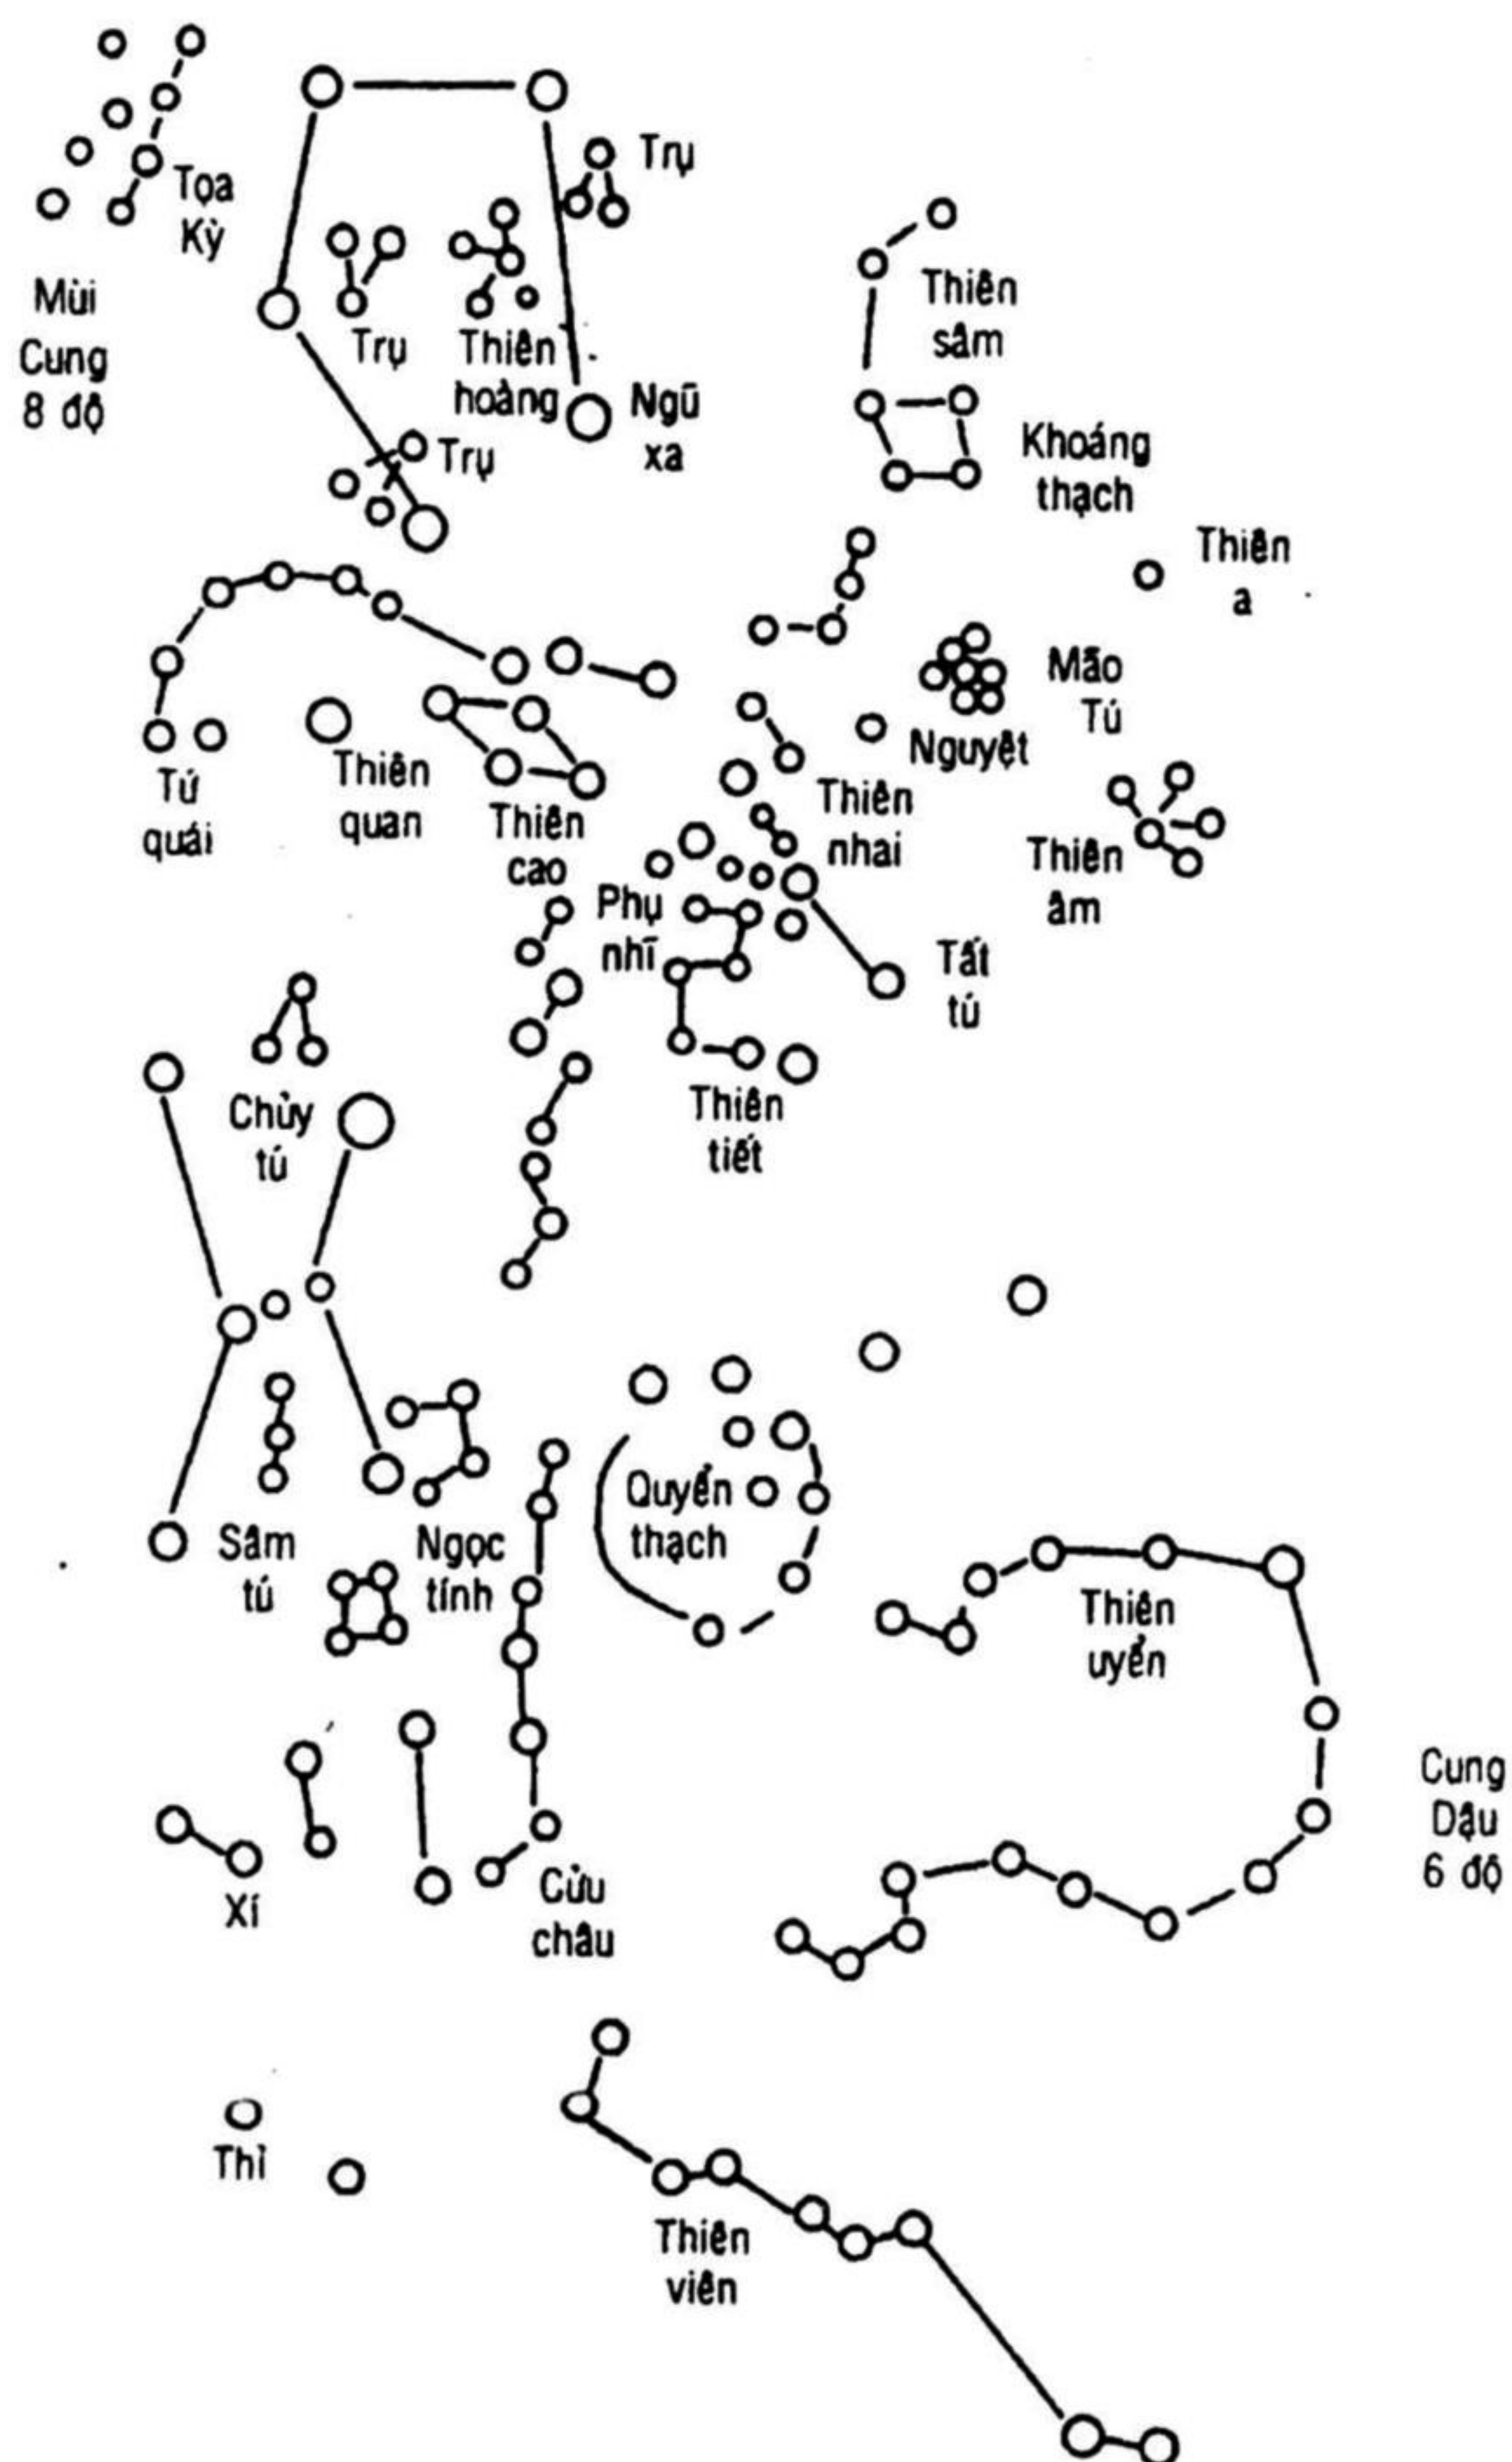 Trụ
Tọa
Kỳ
Mùi
Cung
8 độ
Trụ
Thiên
hoảng
Ngũ
xa
Trụ
Thiên
sâm
Khoáng
thạch
Thiên
a
Mão
Tú
Nguyệt
Tứ
quái
Thiên
quan
Thiên
cao
Thiên
nhai
Thiên
âm
Phụ
nhĩ
Tất
tú
Chủy
tú
Thiên
tiết
Quyển
thạch
Sâm
tú
Ngọc
tính
Thiên
uyển
Cung
Dậu
6 độ
Xí
Cửu
châu
Thỉ
Thiên
viên